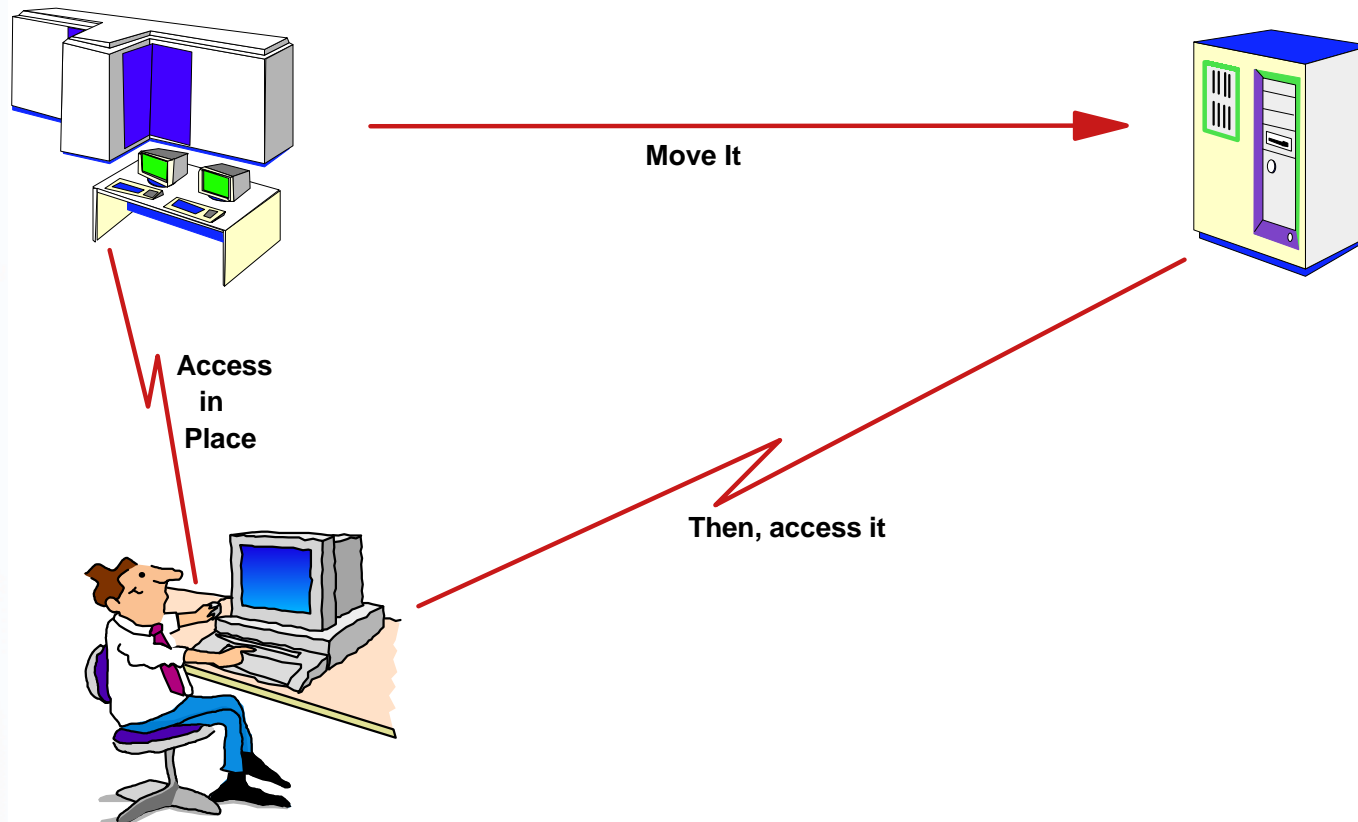 Move It
Access
in
Place
Then, access it